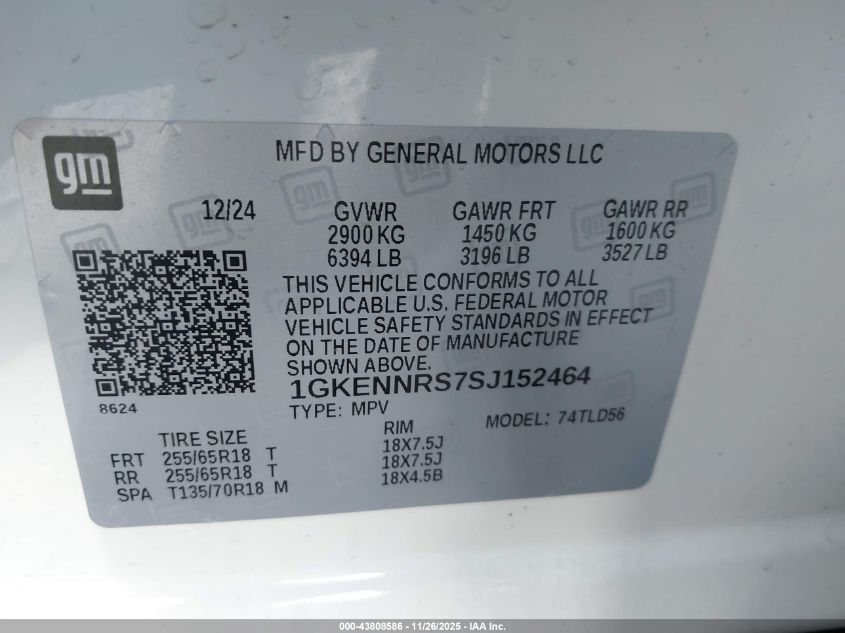 gm
MFD BY GENERAL MOTORS LLC
12/24 GVWR GAWR FRT GAWR RR
2900 KG 1450 KG 1600 KG
6394 LB 3196 LB 3527 LB
THIS VEHICLE CONFORMS TO ALL
APPLICABLE U.S. FEDERAL MOTOR
VEHICLE SAFETY STANDARDS IN EFFECT
ON THE DATE OF MANUFACTURE
SHOWN ABOVE.
1GKENNRS7SJ152464
8624
TYPE: MPV MODEL: 74TLD56
TIRE SIZE RIM
FRT 255/65R18 T 18X7.5J
RR 255/65R18 T 18X7.5J
SPA T135/70R18 M 18X4.5B
000-43808586 - 11/26/2025 - IAA Inc.